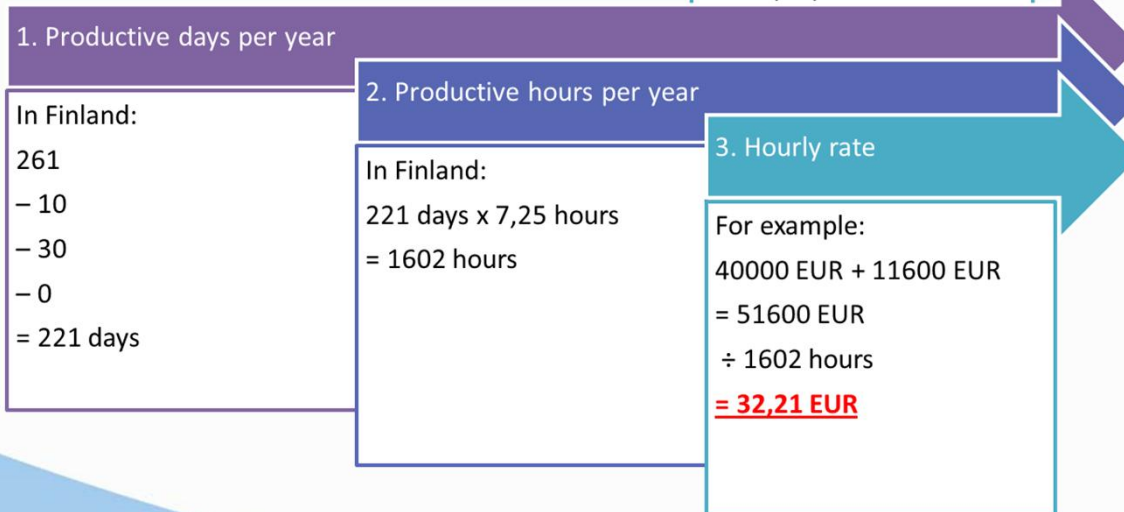 1. Productive days per year
In Finland:
261
– 10
– 30
– 0
= 221 days
2. Productive hours per year
In Finland:
221 days x 7,25 hours
= 1602 hours
3. Hourly rate
For example:
40000 EUR + 11600 EUR
= 51600 EUR
÷ 1602 hours
= 32,21 EUR